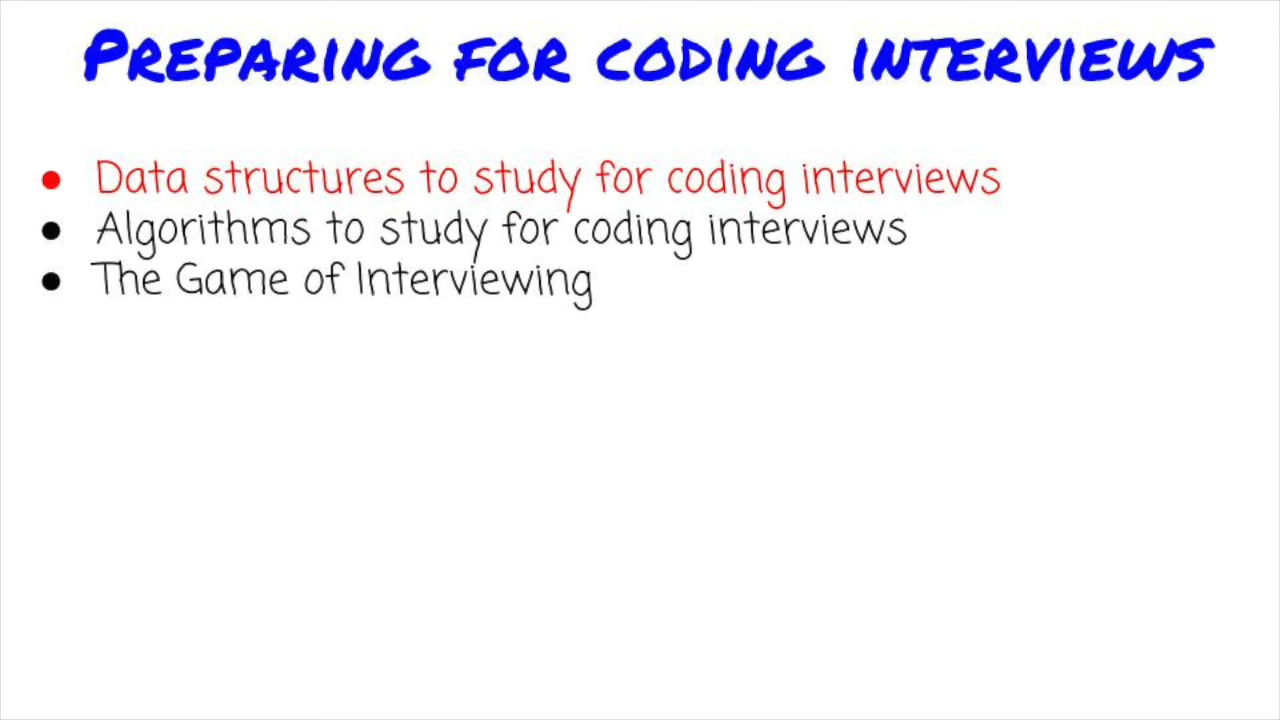 PREPARING FOR CODING INTERVIEWS
● Data structures to study for coding interviews
● Algorithms to study for coding interviews
● The Game of Interviewing